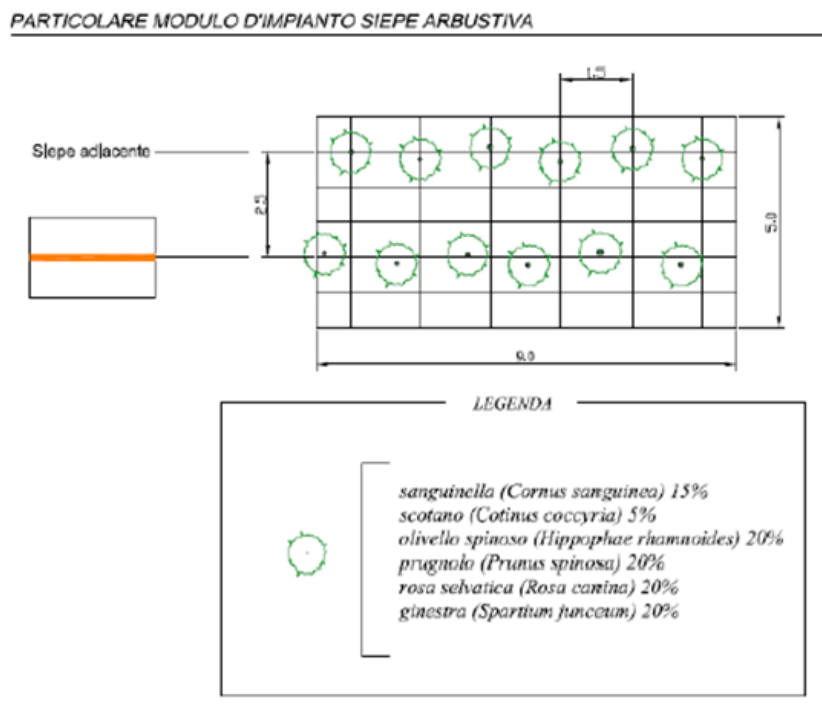 PARTICOLARE MODULO D'IMPIANTO SIEPE ARBUSTIVA
1.5
Siepe adiacente
2.5
5.0
9.0
LEGENDA
sanguinella (Cornus sanguinea) 15%
scotano (Cotinus coccyria) 5%
olivello spinoso (Hippophae rhamnoides) 20%
prugnolo (Prunus spinosa) 20%
rosa selvatica (Rosa canina) 20%
ginestra (Spartium junceum) 20%